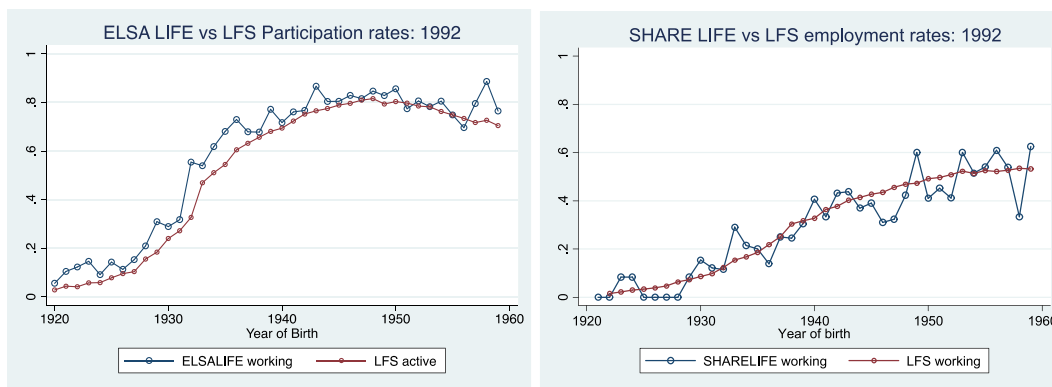 ELSA LIFE vs LFS Participation rates: 1992
1
.8
.6
.4
.2
0
1920 1930 1940 1950 1960
Year of Birth
ELSALIFE working LFS active
SHARE LIFE vs LFS employment rates: 1992
1
.8
.6
.4
.2
0
1920 1930 1940 1950 1960
Year of birth
SHARELIFE working LFS working